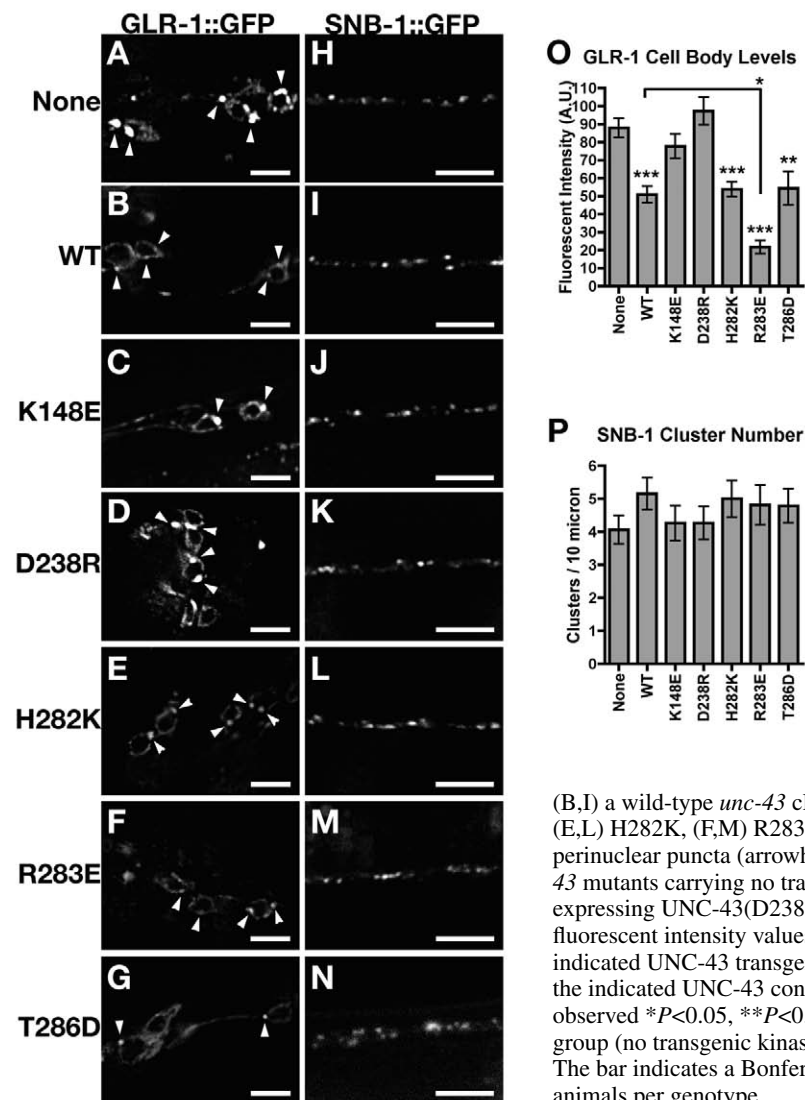 GLR-1::GFP SNB-1::GFP
None
A
H
WT
B
I
K148E
C
J
D238R
D
K
H282K
E
L
R283E
F
M
T286D
G
N
O GLR-1 Cell Body Levels
Fluorescent Intensity (A.U.)
110
100
90
80
70
60
50
40
30
20
10
0
***
***
*
***
**
None
WT
K148E
D238R
H282K
R283E
T286D
P SNB-1 Cluster Number
Clusters / 10 micron
6
5
4
3
2
1
0
None
WT
K148E
D238R
H282K
R283E
T286D
(B,I) a wild-type unc-43
(E,L) H282K, (F,M) R283
perinuclear puncta (arrowh
43 mutants carrying no tra
expressing UNC-43(D238
fluorescent intensity value
indicated UNC-43 transge
the indicated UNC-43 con
observed *P<0.05, **P<0
group (no transgenic kinas
The bar indicates a Bonfer
animals per genotype